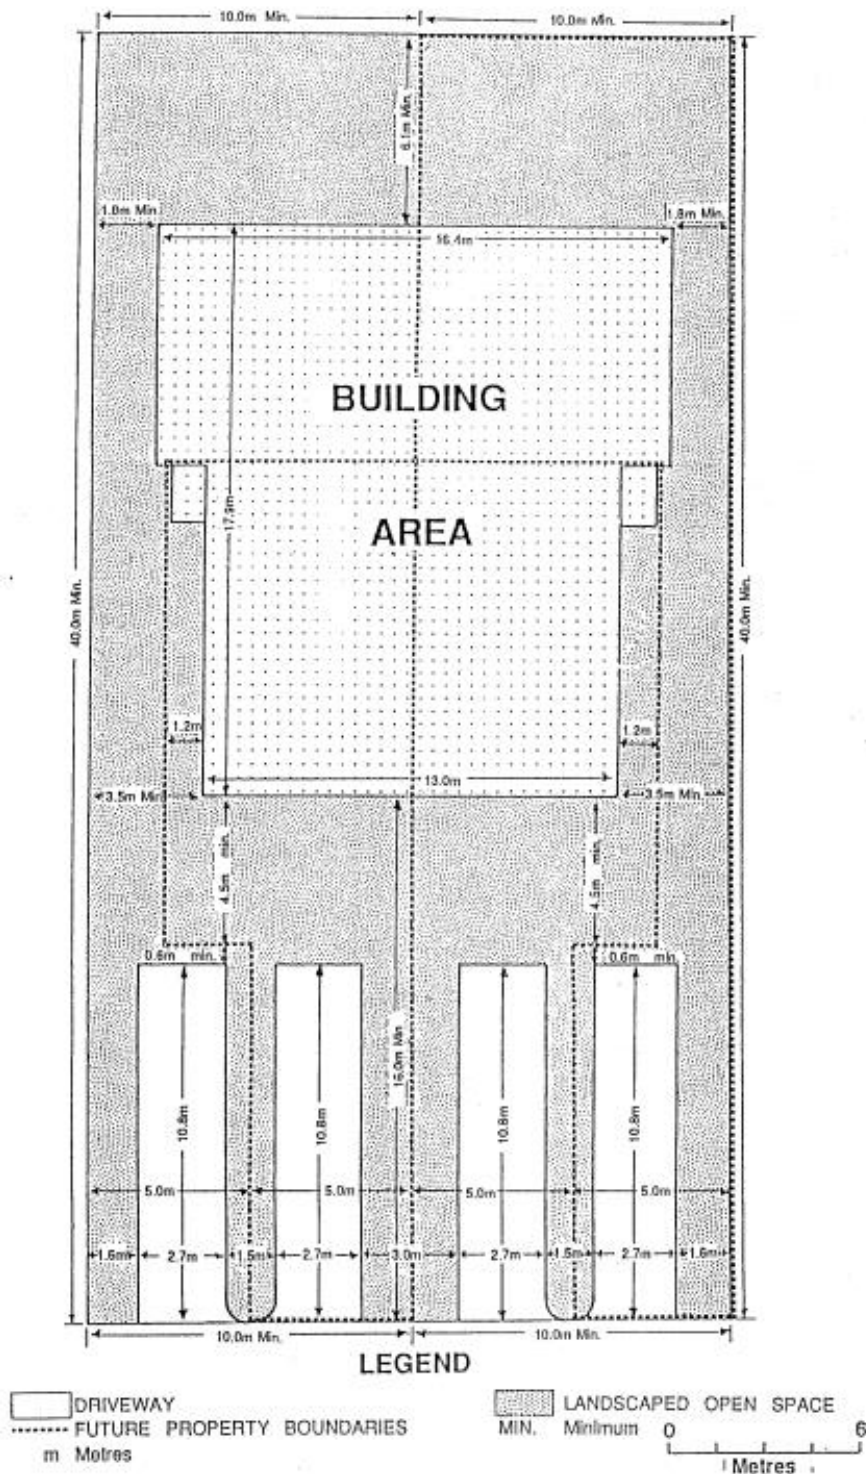 10.0m Min.
10.0m Min.
6.1m Min.
1.8m Min.
1.8m Min.
16.4m
BUILDING
17.9m
AREA
40.0m Min.
40.0m Min.
1.2m
1.2m
13.0m
3.5m Min.
3.5m Min.
4.5m min.
4.5m min.
0.6m min.
0.6m min.
16.0m Min
10.8m
10.8m
10.8m
10.8m
5.0m
5.0m
5.0m
5.0m
1.6m
2.7m
1.5m
2.7m
3.0m
2.7m
1.5m
2.7m
1.6m
10.0m Min.
10.0m Min.
LEGEND
DRIVEWAY
LANDSCAPED OPEN SPACE
FUTURE PROPERTY BOUNDARIES
MIN. Minimum
0 6
m Metres
Metres